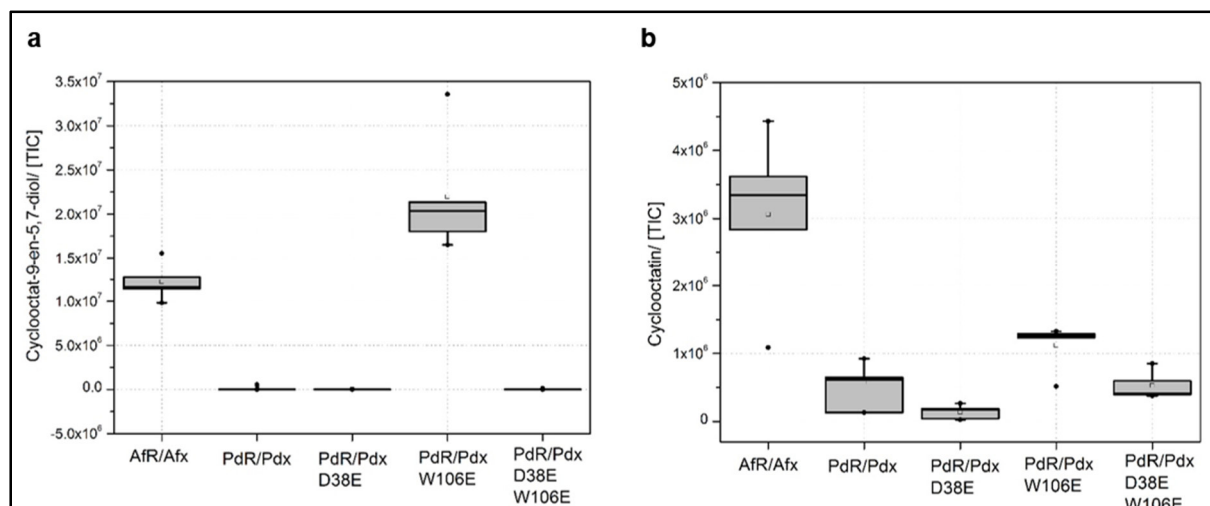 a
Cyclooctat-9-en-5,7-diol/ [TIC]
3.5x10⁷
3.0x10⁷
2.5x10⁷
2.0x10⁷
1.5x10⁷
1.0x10⁷
5.0x10⁶
0.0
-5.0x10⁶
AfR/Afx
PdR/Pdx
PdR/Pdx
D38E
PdR/Pdx
W106E
PdR/Pdx
D38E
W106E
b
Cyclooctatin/ [TIC]
5x10⁶
4x10⁶
3x10⁶
2x10⁶
1x10⁶
0
AfR/Afx
PdR/Pdx
PdR/Pdx
D38E
PdR/Pdx
W106E
PdR/Pdx
D38E
W106E